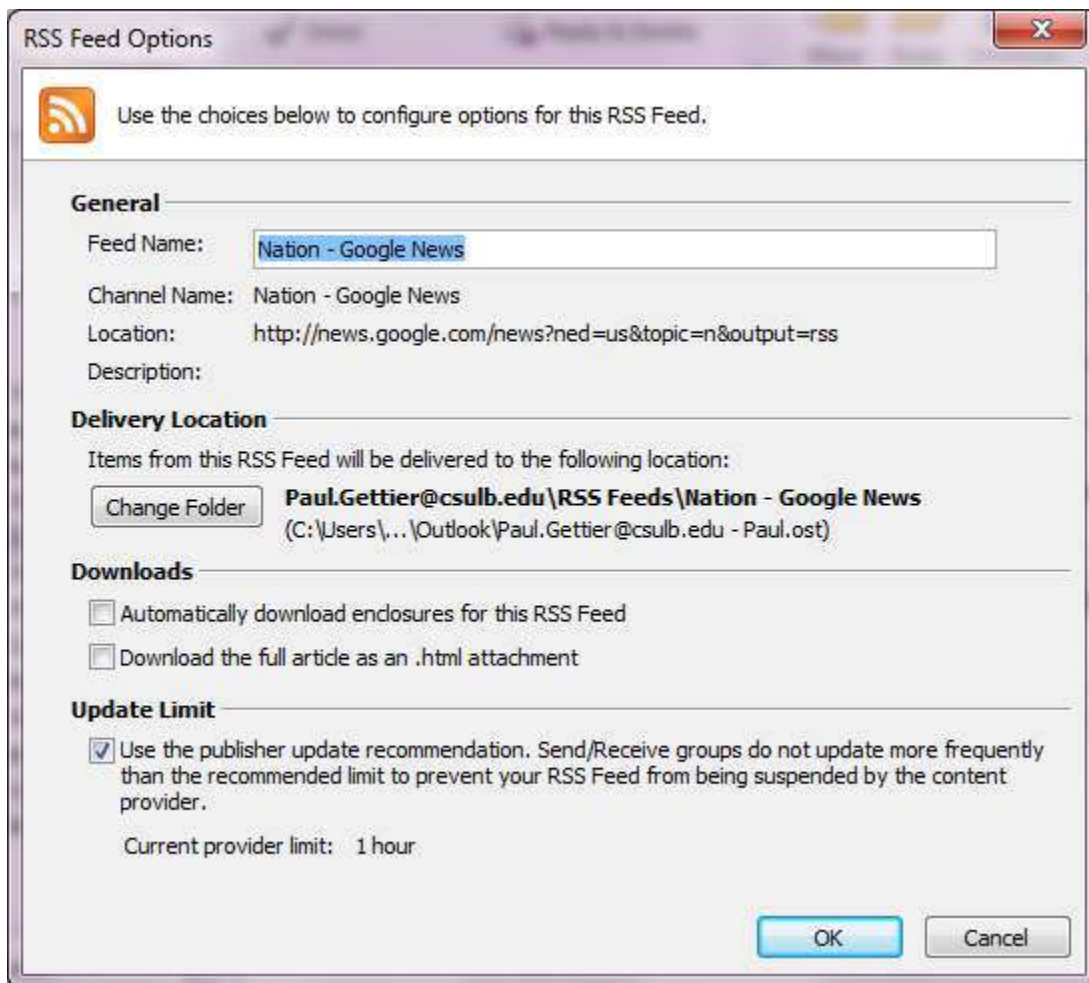 RSS Feed Options
Use the choices below to configure options for this RSS Feed.
General
Feed Name: Nation - Google News
Channel Name: Nation - Google News
Location: http://news.google.com/news?ned=us&topic=n&output=rss
Description:
Delivery Location
Items from this RSS Feed will be delivered to the following location:
Change Folder Paul.Gettier@csulb.edu\RSS Feeds\Nation - Google News
(C:\Users\...\Outlook\Paul.Gettier@csulb.edu - Paul.ost)
Downloads
Automatically download enclosures for this RSS Feed
Download the full article as an .html attachment
Update Limit
Use the publisher update recommendation. Send/Receive groups do not update more frequently
than the recommended limit to prevent your RSS Feed from being suspended by the content
provider.
Current provider limit: 1 hour
OK Cancel